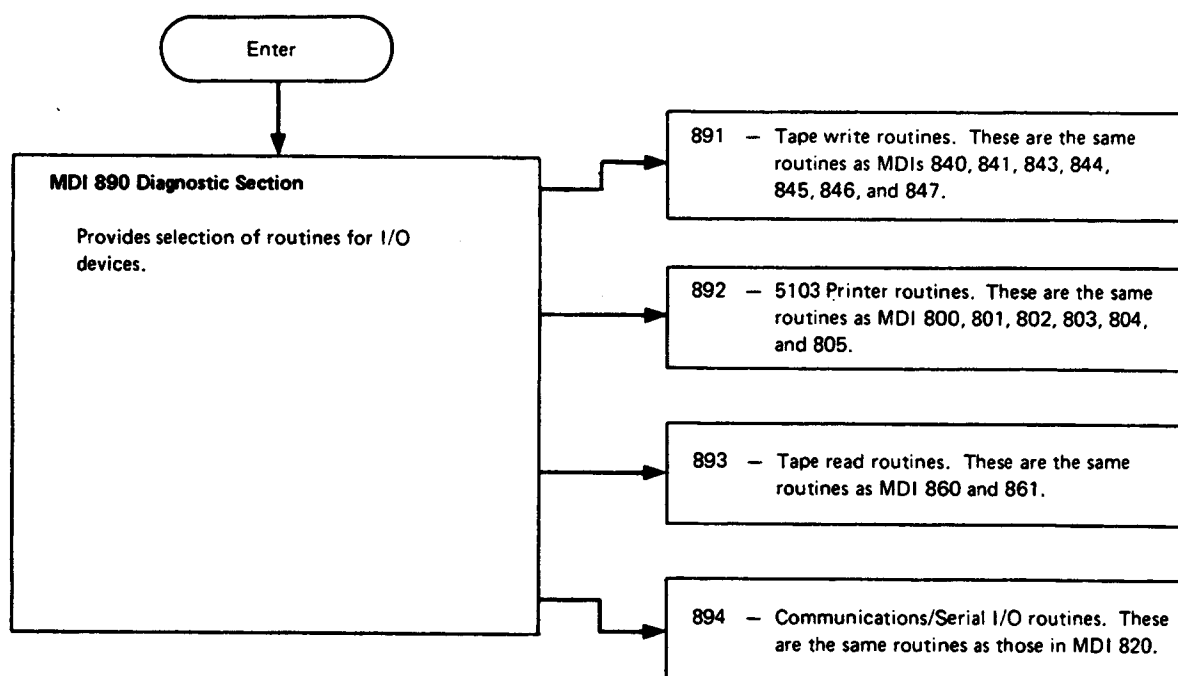 Enter
MDI 890 Diagnostic Section
Provides selection of routines for I/O
devices.
891 – Tape write routines. These are the same
routines as MDIs 840, 841, 843, 844,
845, 846, and 847.
892 – 5103 Printer routines. These are the same
routines as MDI 800, 801, 802, 803, 804,
and 805.
893 – Tape read routines. These are the same
routines as MDI 860 and 861.
894 – Communications/Serial I/O routines. These
are the same routines as those in MDI 820.